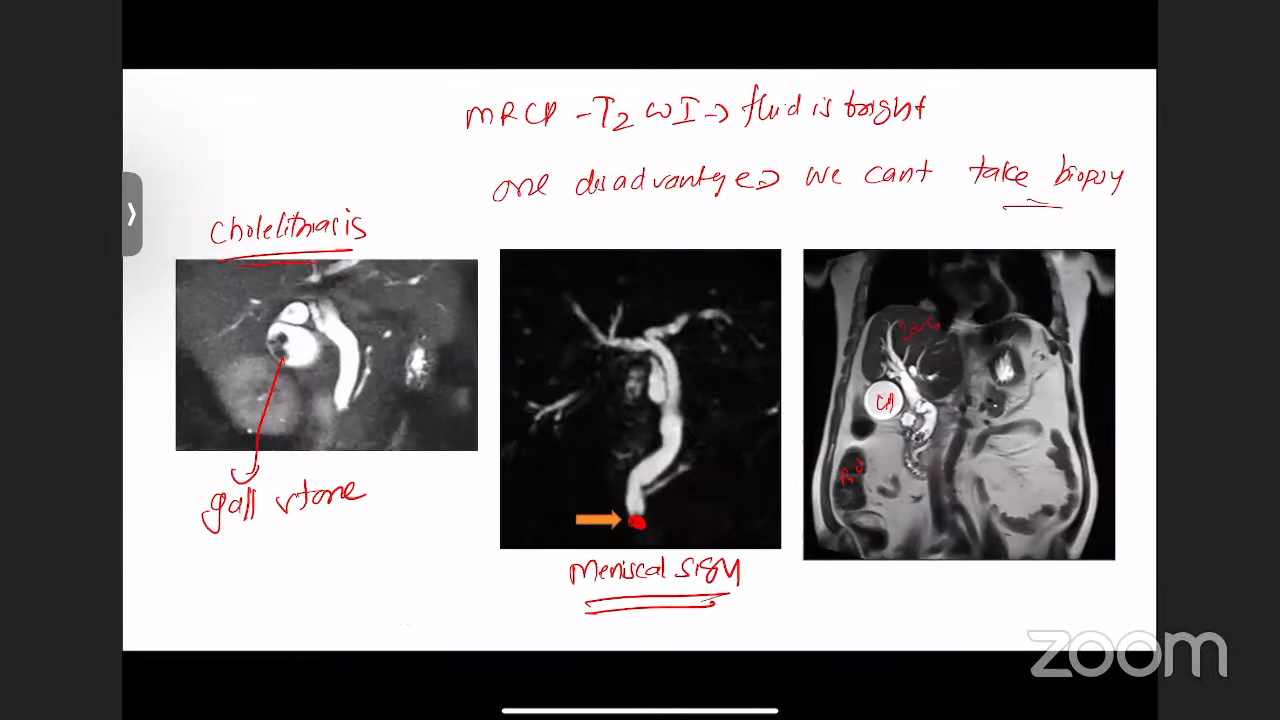 MRCP - T2 WI → fluid is bright
one disadvantage → we cant take biopsy
Cholelithiasis
Liver
GB
gall stone
Meniscal sign
zoom